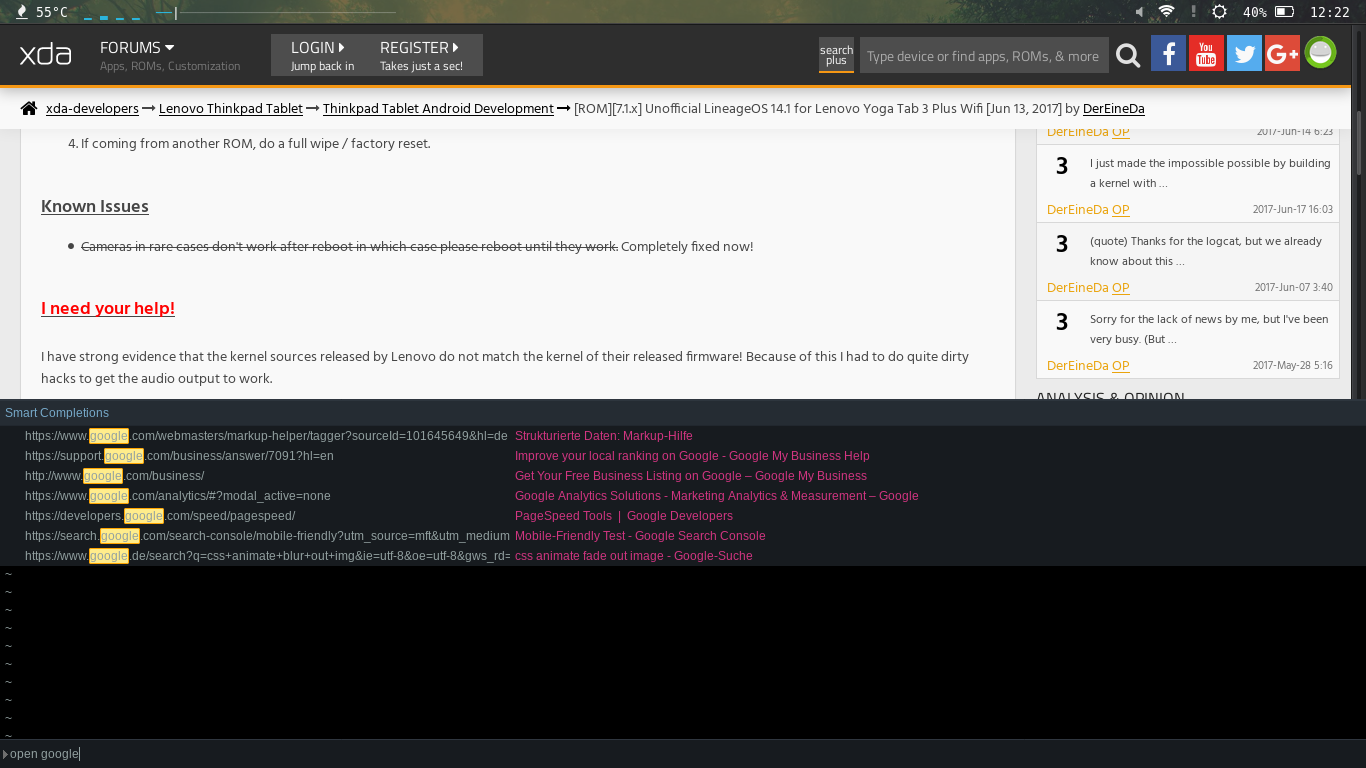 55°C
40%
12:22
xda
FORUMS
Apps, ROMs, Customization
LOGIN
Jump back in
REGISTER
Takes just a sec!
search
plus
Type device or find apps, ROMs, & more
You
Tube
xda-developers Lenovo Thinkpad Tablet Thinkpad Tablet Android Development [ROM][7.1.x] Unofficial LineageOS 14.1 for Lenovo Yoga Tab 3 Plus Wifi [Jun 13, 2017] by DerEineDa
4. If coming from another ROM, do a full wipe / factory reset.
Known Issues
Cameras in rare cases don't work after reboot in which case please reboot until they work. Completely fixed now!
I need your help!
I have strong evidence that the kernel sources released by Lenovo do not match the kernel of their released firmware! Because of this I had to do quite dirty
hacks to get the audio output to work.
DerEineDa OP 2017-Jun-14 6:23
3 I just made the impossible possible by building
a kernel with ...
DerEineDa OP 2017-Jun-17 16:03
3 (quote) Thanks for the logcat, but we already
know about this ...
DerEineDa OP 2017-Jun-07 3:40
3 Sorry for the lack of news by me, but I've been
very busy. (But ...
DerEineDa OP 2017-May-28 5:16
ANALYSIS & OPINION
Smart Completions
https://www.google.com/webmasters/markup-helper/tagger?sourceId=101645649&hl=de Strukturierte Daten: Markup-Hilfe
https://support.google.com/business/answer/7091?hl=en Improve your local ranking on Google - Google My Business Help
http://www.google.com/business/ Get Your Free Business Listing on Google – Google My Business
https://www.google.com/analytics/#?modal_active=none Google Analytics Solutions - Marketing Analytics & Measurement – Google
https://developers.google.com/speed/pagespeed/ PageSpeed Tools | Google Developers
https://search.google.com/search-console/mobile-friendly?utm_source=mft&utm_medium Mobile-Friendly Test - Google Search Console
https://www.google.de/search?q=css+animate+blur+out+img&ie=utf-8&oe=utf-8&gws_rd= css animate fade out image - Google-Suche
~
~
~
~
~
~
~
~
~
~
open google